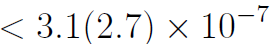 < 3.1(2.7) × 10⁻⁷